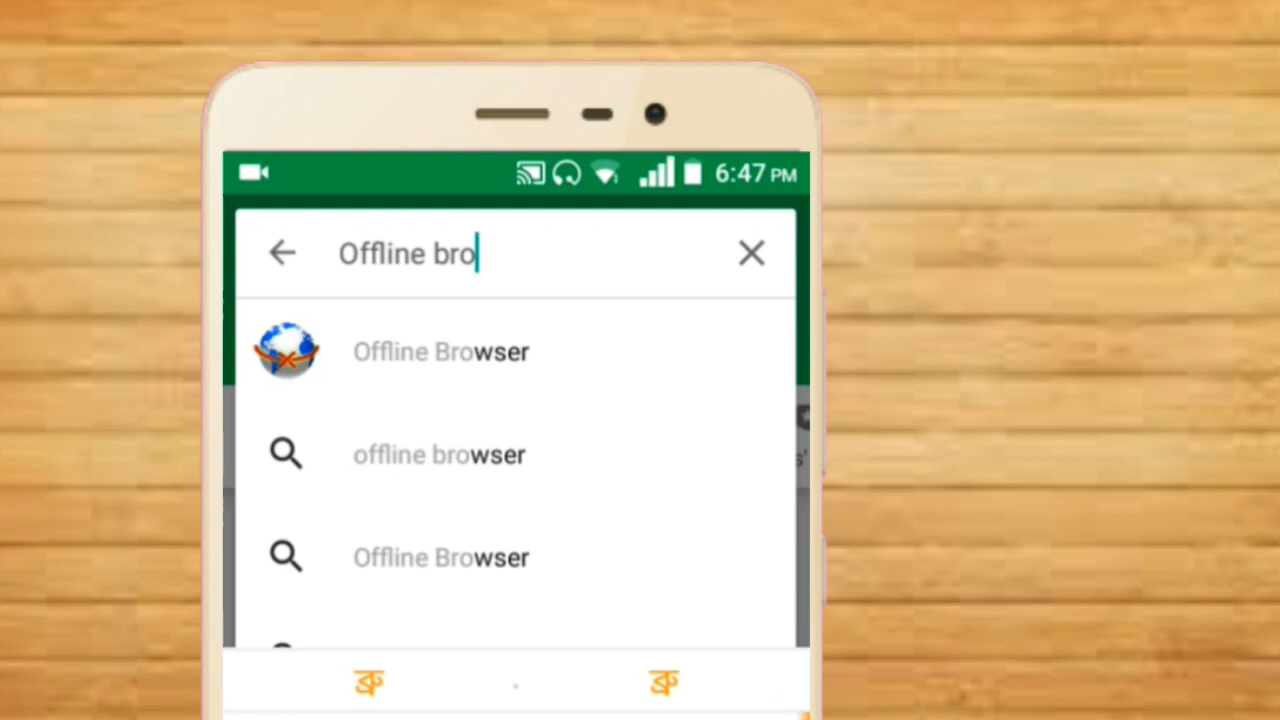 6:47 PM
Offline bro
Offline Browser
offline browser
Offline Browser
ব্রু . ব্রু